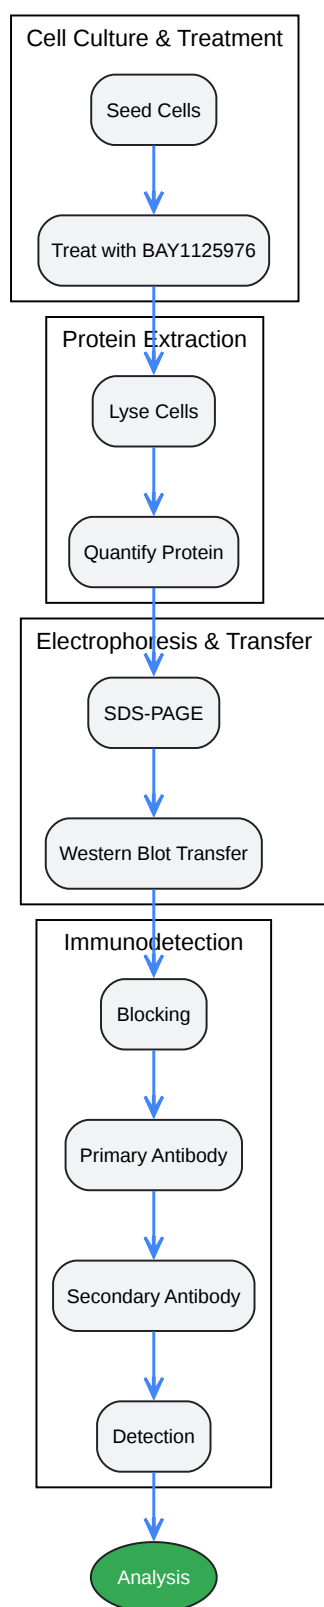 Cell Culture & Treatment
Seed Cells
Treat with BAY1125976
Protein Extraction
Lyse Cells
Quantify Protein
Electrophoresis & Transfer
SDS-PAGE
Western Blot Transfer
Immunodetection
Blocking
Primary Antibody
Secondary Antibody
Detection
Analysis